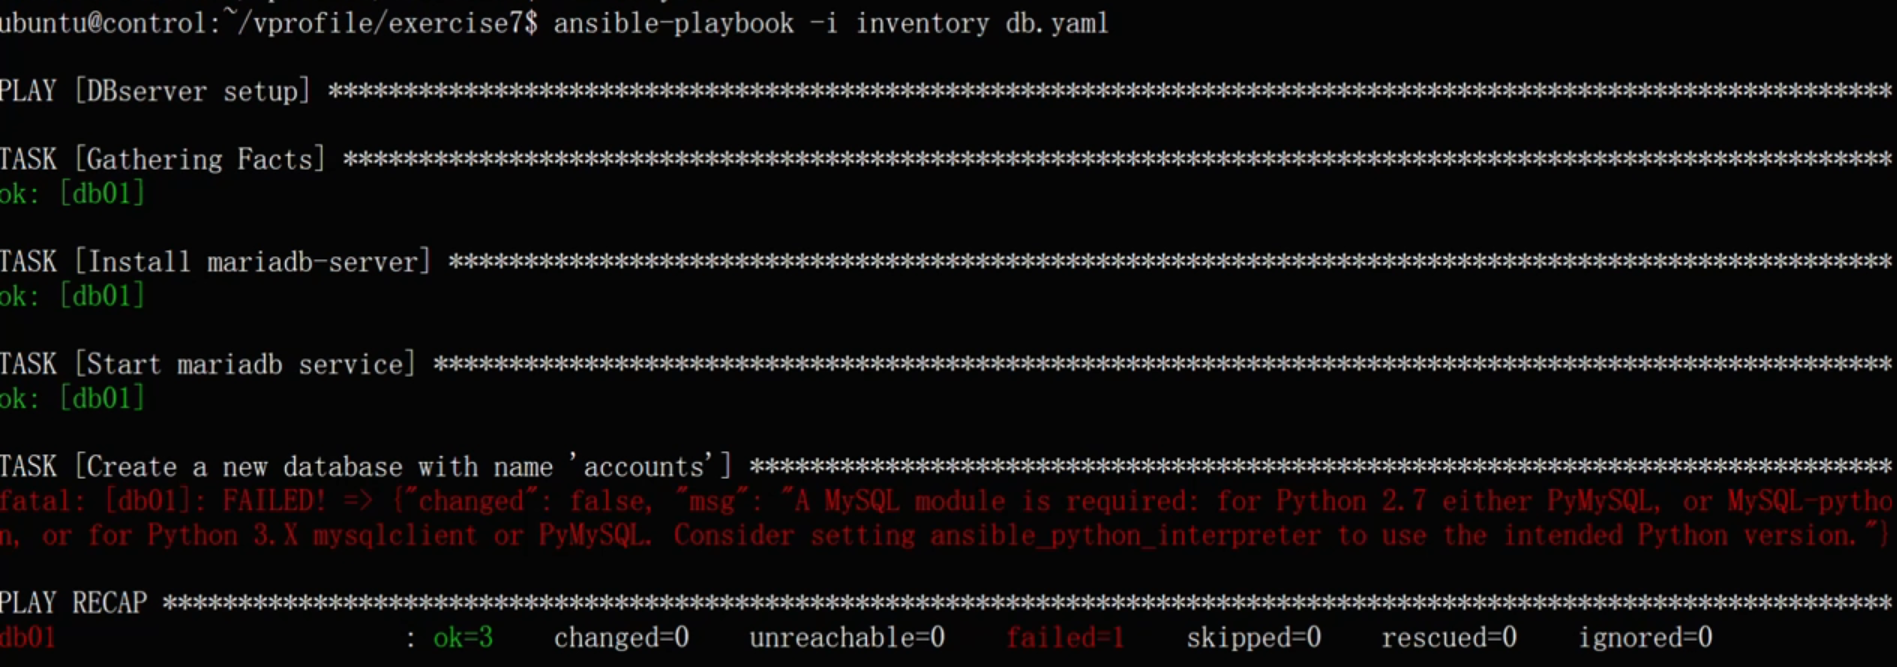 ubuntu@control:~/vprofile/exercise7$ ansible-playbook -i inventory db.yaml
PLAY [DBserver setup] ********************************************************************************************************
TASK [Gathering Facts] *******************************************************************************************************
ok: [db01]
TASK [Install mariadb-server] ************************************************************************************************
ok: [db01]
TASK [Start mariadb service] *************************************************************************************************
ok: [db01]
TASK [Create a new database with name 'accounts'] ****************************************************************************
fatal: [db01]: FAILED! => {"changed": false, "msg": "A MySQL module is required: for Python 2.7 either PyMySQL, or MySQL-pytho
n, or for Python 3.X mysqlclient or PyMySQL. Consider setting ansible_python_interpreter to use the intended Python version."}
PLAY RECAP *******************************************************************************************************************
db01 : ok=3 changed=0 unreachable=0 failed=1 skipped=0 rescued=0 ignored=0